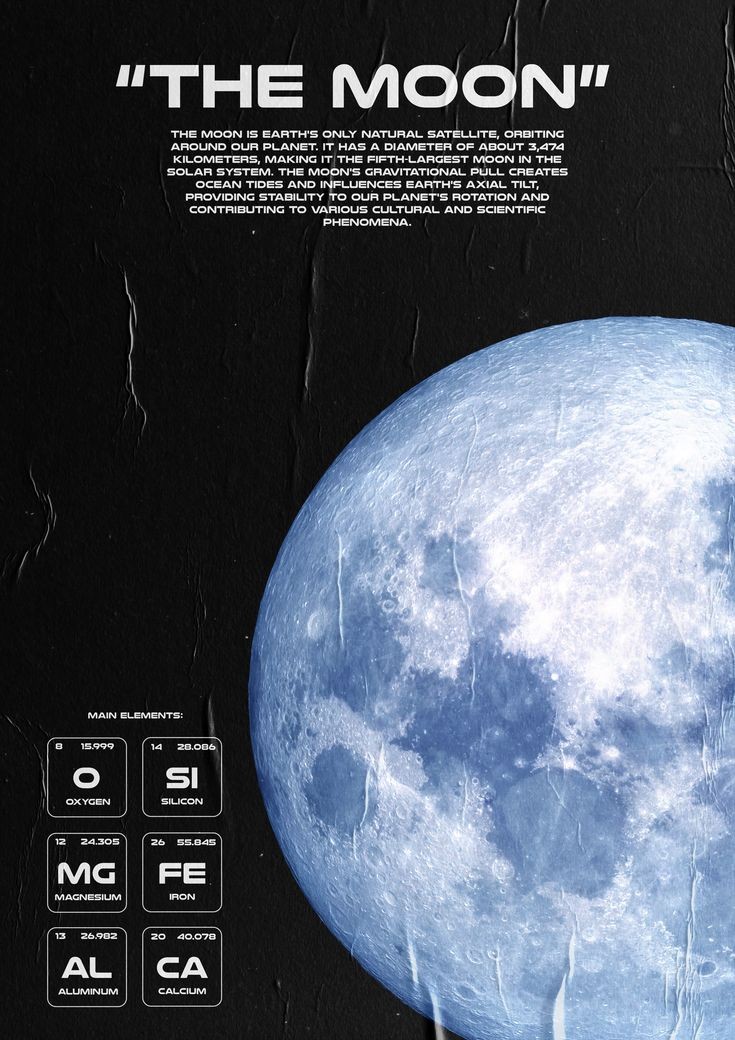 “THE MOON”
THE MOON IS EARTH'S ONLY NATURAL SATELLITE, ORBITING
AROUND OUR PLANET. IT HAS A DIAMETER OF ABOUT 3,474
KILOMETERS, MAKING IT THE FIFTH-LARGEST MOON IN THE
SOLAR SYSTEM. THE MOON'S GRAVITATIONAL PULL CREATES
OCEAN TIDES AND INFLUENCES EARTH'S AXIAL TILT,
PROVIDING STABILITY TO OUR PLANET'S ROTATION AND
CONTRIBUTING TO VARIOUS CULTURAL AND SCIENTIFIC
PHENOMENA.
MAIN ELEMENTS:
8 15.999
O
OXYGEN
14 28.086
SI
SILICON
12 24.305
MG
MAGNESIUM
26 55.845
FE
IRON
13 26.982
AL
ALUMINUM
20 40.078
CA
CALCIUM